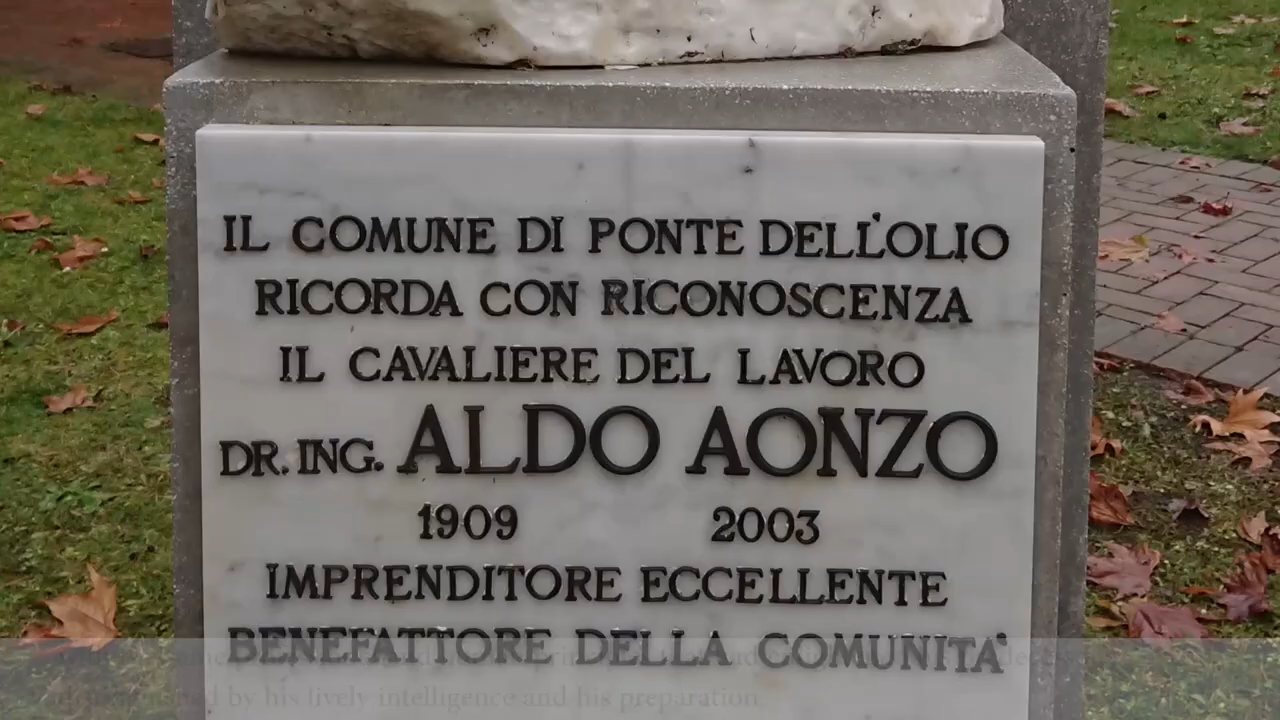 IL COMUNE DI PONTE DELL'OLIO
RICORDA CON RICONOSCENZA
IL CAVALIERE DEL LAVORO
DR. ING. ALDO AONZO
1909 2003
IMPRENDITORE ECCELLENTE
BENEFATTORE DELLA COMUNITA'
by his lively intelligence and his preparation.